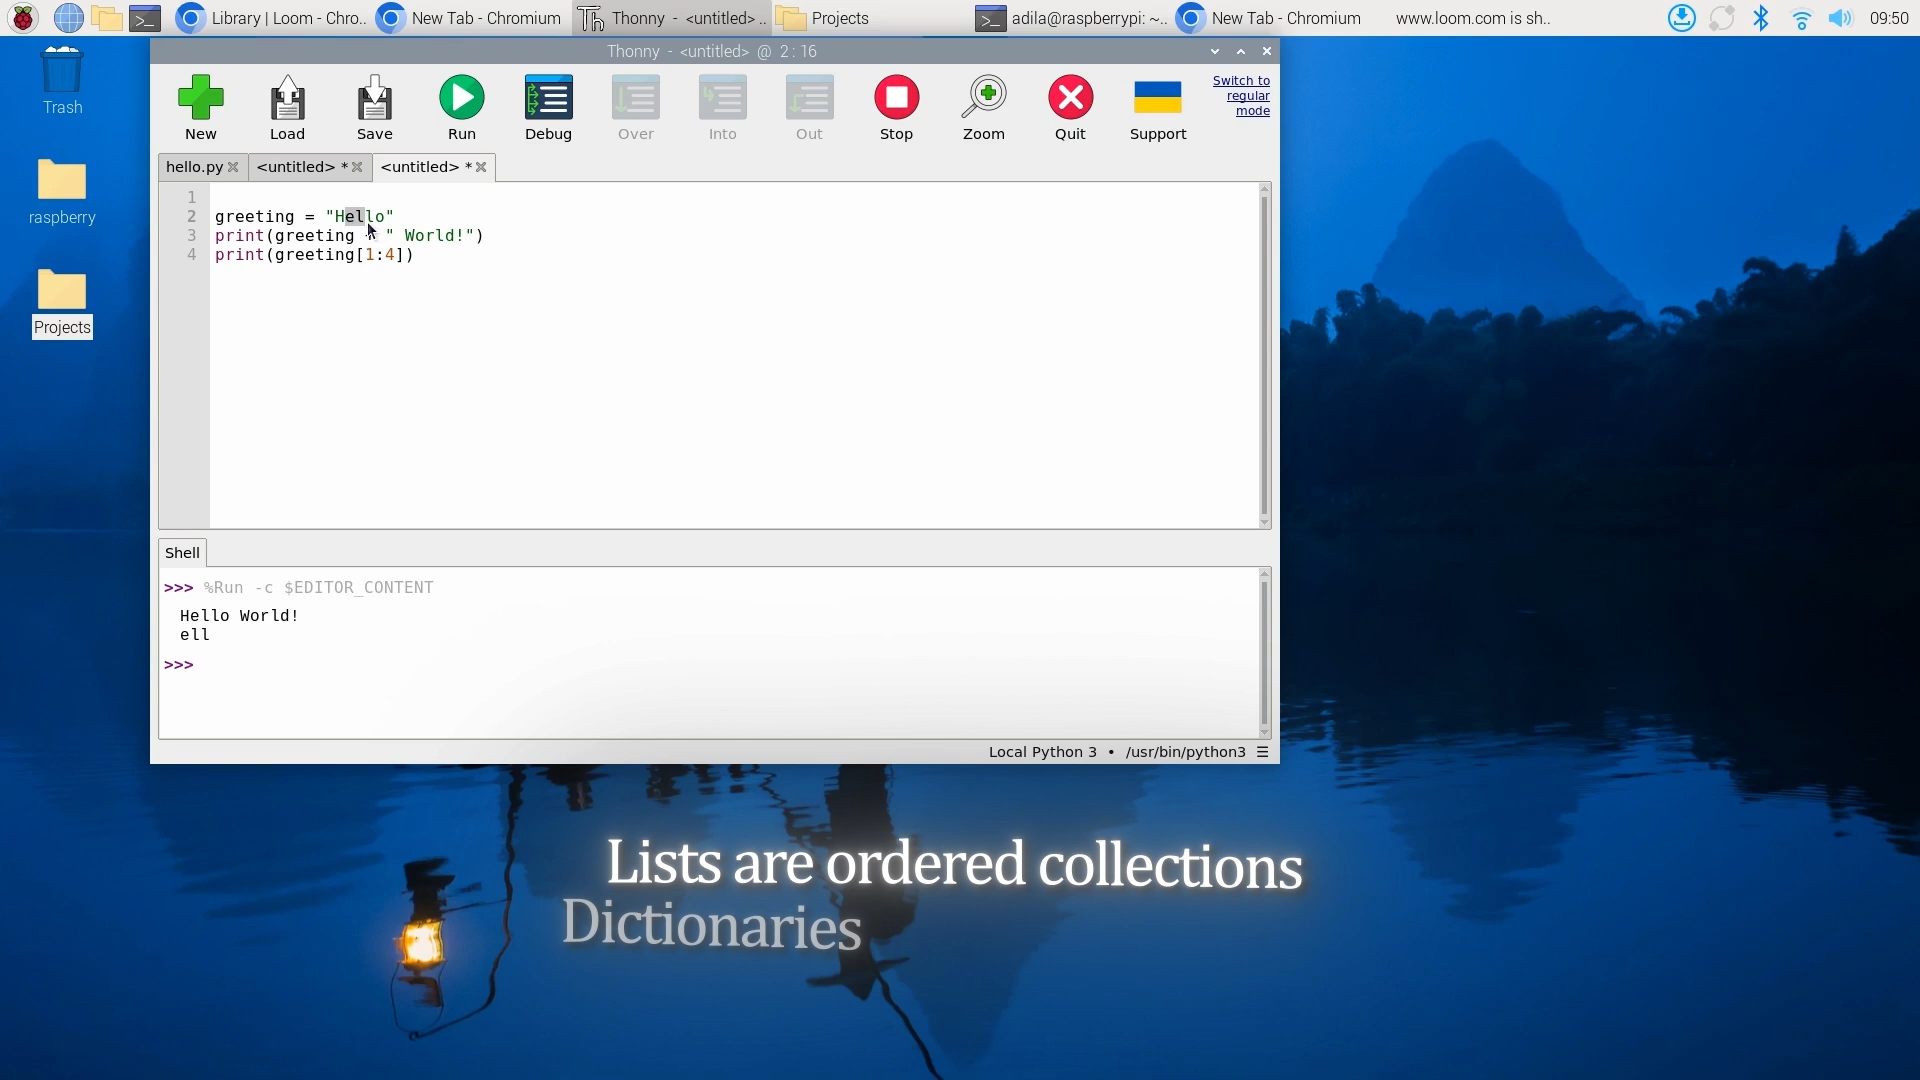 Library | Loom - Chro..
New Tab - Chromium
Thonny - <untitled> ..
Projects
adila@raspberrypi: ~..
New Tab - Chromium
www.loom.com is sh..
09:50
Trash
raspberry
Projects
Thonny - <untitled> @ 2:16
New
Load
Save
Run
Debug
Over
Into
Out
Stop
Zoom
Quit
Support
Switch to
regular
mode
hello.py
<untitled> *
<untitled> *
1
2 greeting = "Hello"
3 print(greeting " World!")
4 print(greeting[1:4])
Shell
>>> %Run -c $EDITOR_CONTENT
Hello World!
ell
>>>
Local Python 3 • /usr/bin/python3 ☰
Lists are ordered collections
Dictionaries